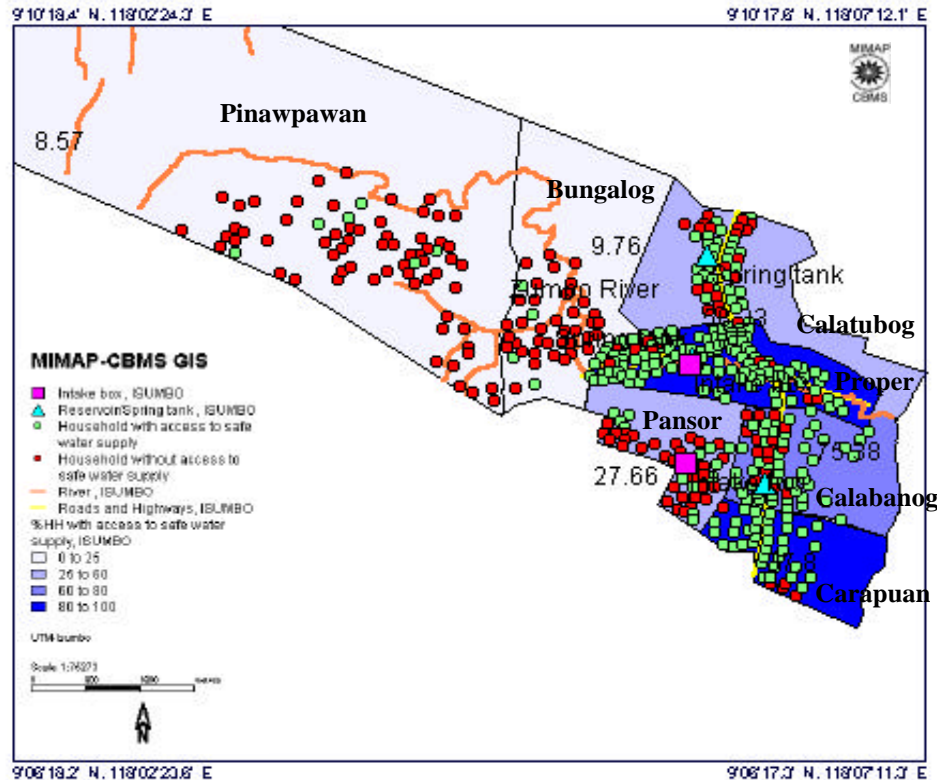 9°10'18.4" N, 118°02'24.3" E
9°10'17.8" N, 118°07'12.1" E
MIMAP
CBMS
Pinawpawan
8.57
Bungalog
9.76
Spring tank
River
Calatubog
Proper
Pansor
27.66
Calabanog
Carapuan
MIMAP-CBMS GIS
Intake box, ISUMBO
Reservoir/Spring tank, ISUMBO
Household with access to safe
water supply
Household without access to
safe water supply
River, ISUMBO
Roads and Highways, ISUMBO
%HH with access to safe water
supply, ISUMBO
0 to 25
60 to 80
80 to 100
Scale 1:76273
N
9°06'18.2" N, 118°02'23.6" E
9°06'17.3" N, 118°07'11.3" E